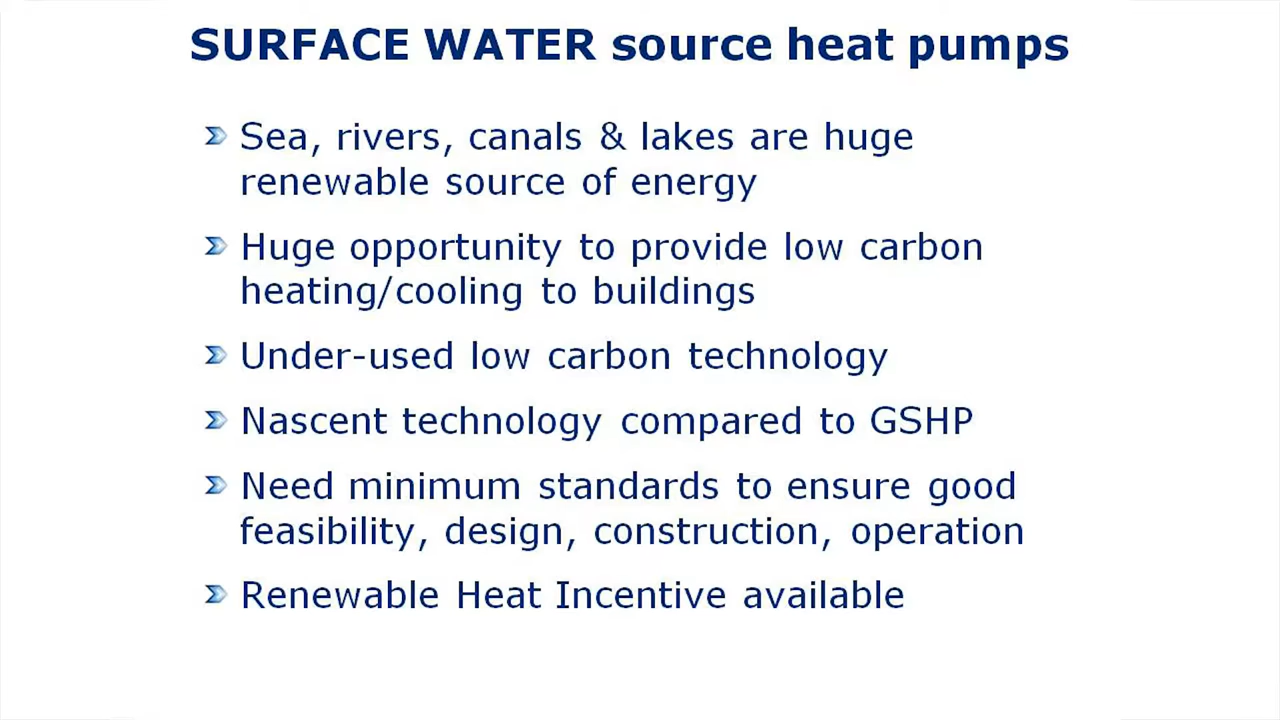 SURFACE WATER source heat pumps
Sea, rivers, canals & lakes are huge
renewable source of energy
Huge opportunity to provide low carbon
heating/cooling to buildings
Under-used low carbon technology
Nascent technology compared to GSHP
Need minimum standards to ensure good
feasibility, design, construction, operation
Renewable Heat Incentive available